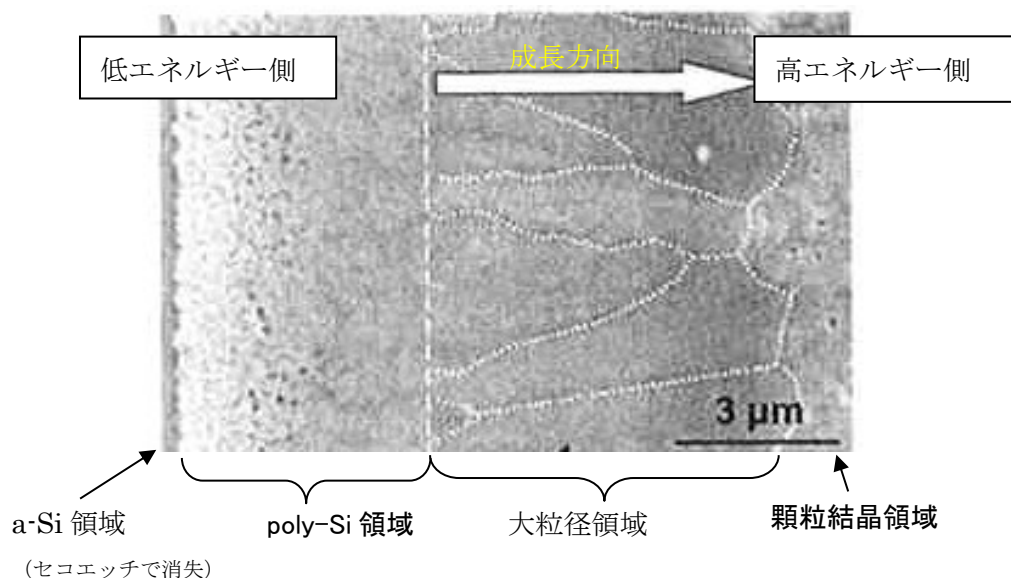 低エネルギー側
成長方向
高エネルギー側
3 μm
a-Si 領域
poly-Si 領域
大粒径領域
顆粒結晶領域
(セコエッチで消失)